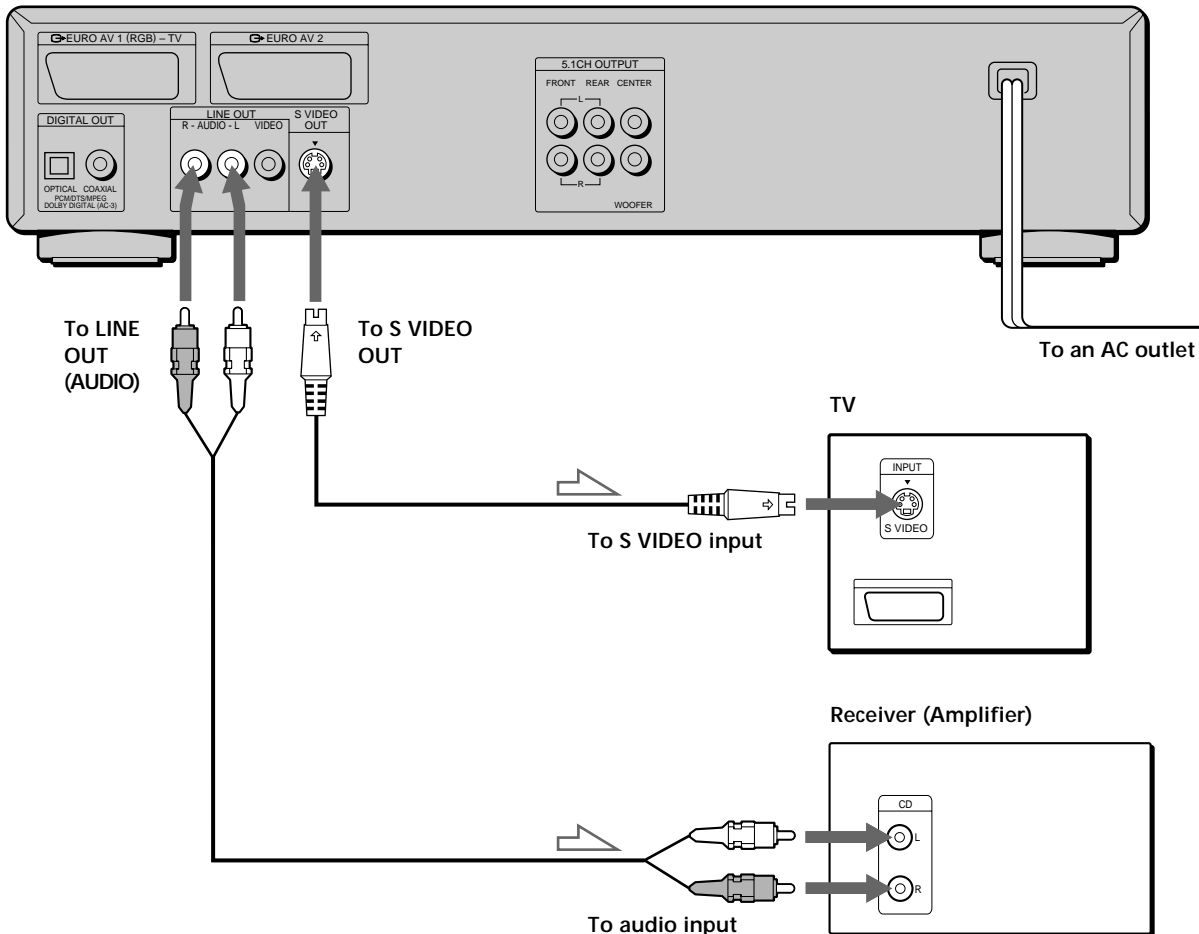 EURO AV 1 (RGB) – TV
EURO AV 2
5.1CH OUTPUT
FRONT REAR CENTER
L
R
WOOFER
DIGITAL OUT
OPTICAL COAXIAL
PCM/DTS/MPEG
DOLBY DIGITAL (AC-3)
LINE OUT
R - AUDIO - L VIDEO
S VIDEO
OUT
To LINE
OUT
(AUDIO)
To S VIDEO
OUT
To an AC outlet
TV
INPUT
S VIDEO
To S VIDEO input
Receiver (Amplifier)
CD
L
R
To audio input